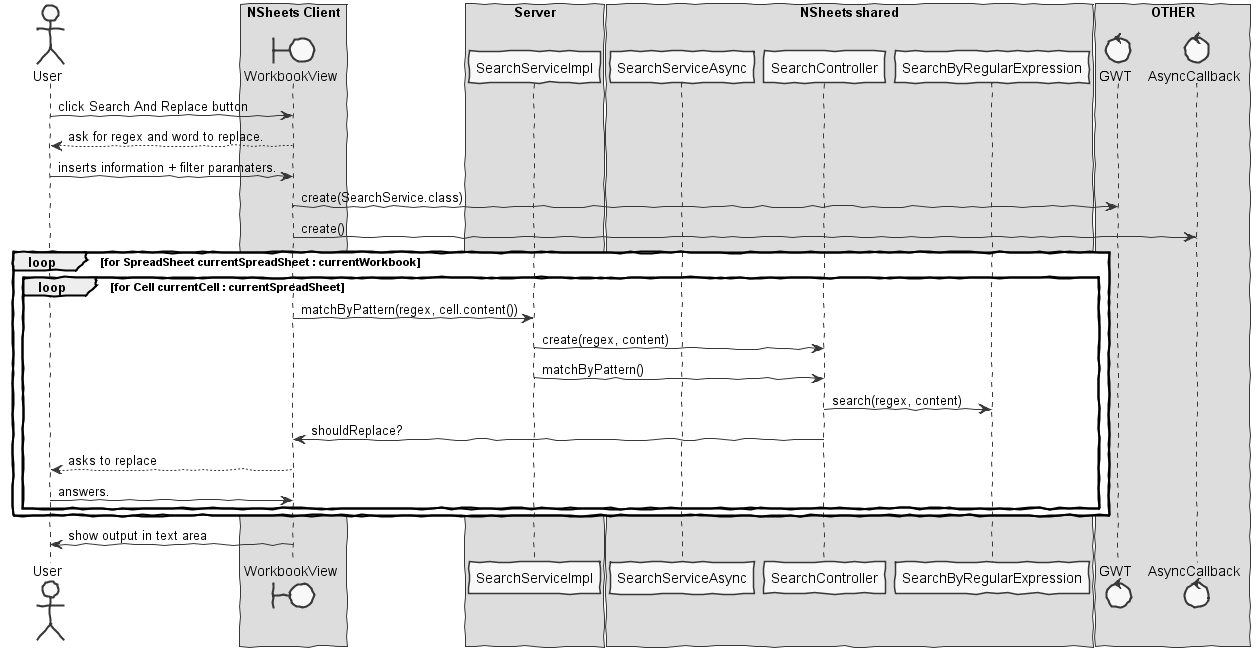 NSheets Client
Server
NSheets shared
OTHER
User
WorkbookView
SearchServiceImpl
SearchServiceAsync
SearchController
SearchByRegularExpression
GWT
AsyncCallback
click Search And Replace button
ask for regex and word to replace.
inserts information + filter paramaters.
create(SearchService.class)
create()
loop
[for SpreadSheet currentSpreadSheet : currentWorkbook]
loop
[for Cell currentCell : currentSpreadSheet]
matchByPattern(regex, cell.content())
create(regex, content)
matchByPattern()
search(regex, content)
shouldReplace?
asks to replace
answers.
show output in text area
User
WorkbookView
SearchServiceImpl
SearchServiceAsync
SearchController
SearchByRegularExpression
GWT
AsyncCallback